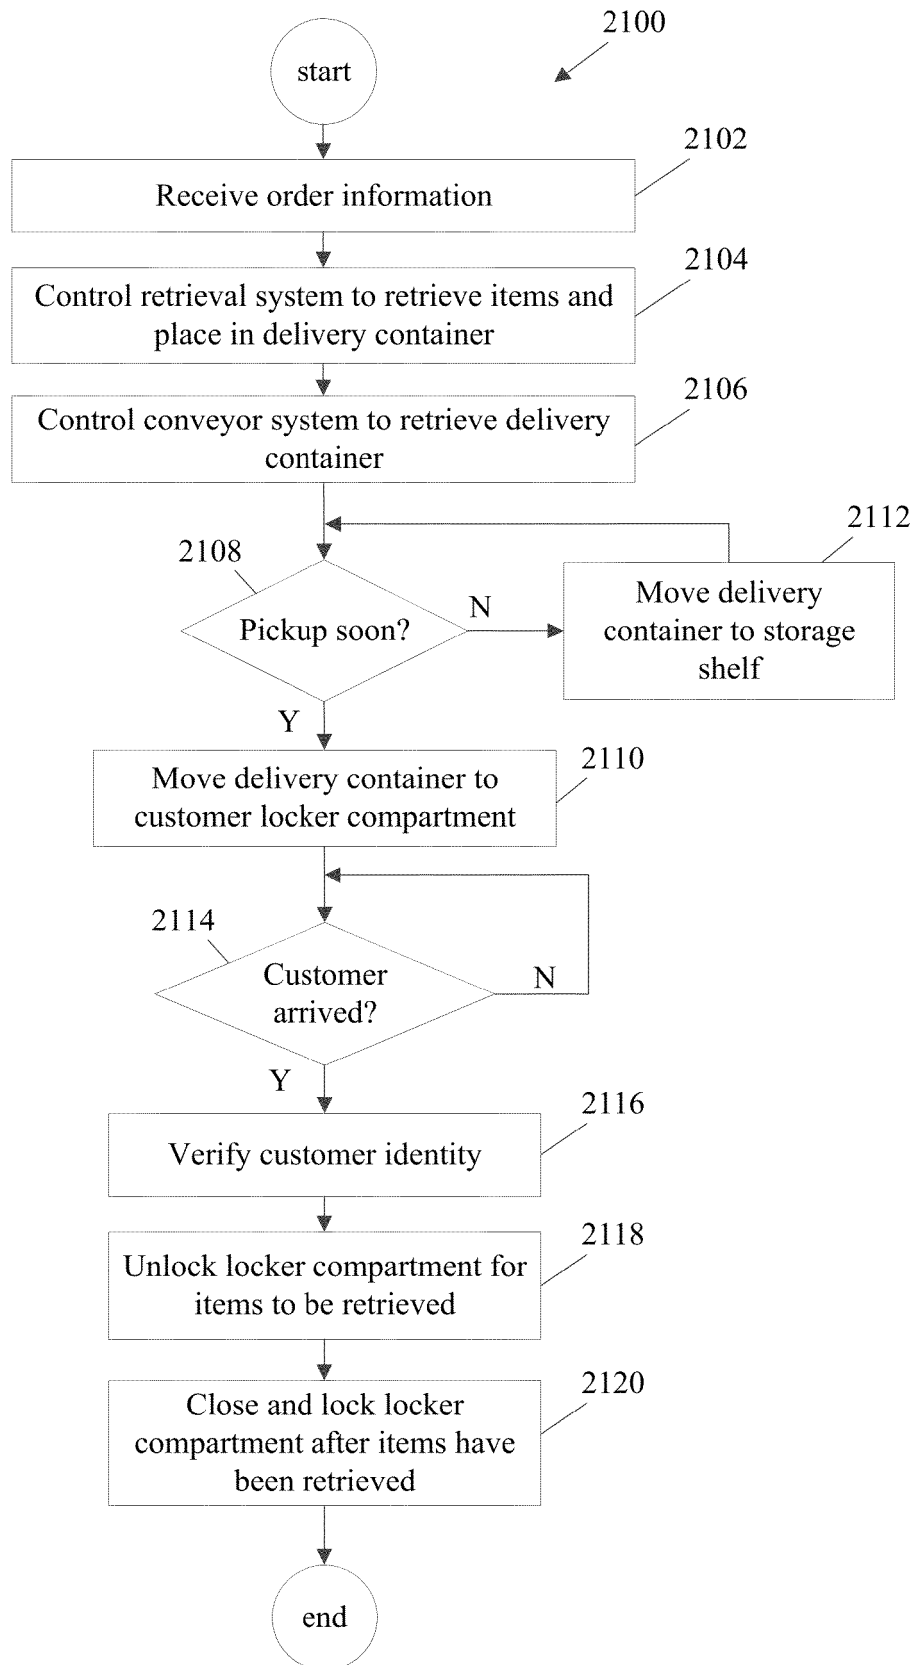 2100
start
2102
Receive order information
2104
Control retrieval system to retrieve items and
place in delivery container
2106
Control conveyor system to retrieve delivery
container
2112
2108
Pickup soon?
N
Move delivery
container to storage
shelf
Y
2110
Move delivery container to
customer locker compartment
2114
Customer
arrived?
N
Y
2116
Verify customer identity
2118
Unlock locker compartment for
items to be retrieved
2120
Close and lock locker
compartment after items have
been retrieved
end